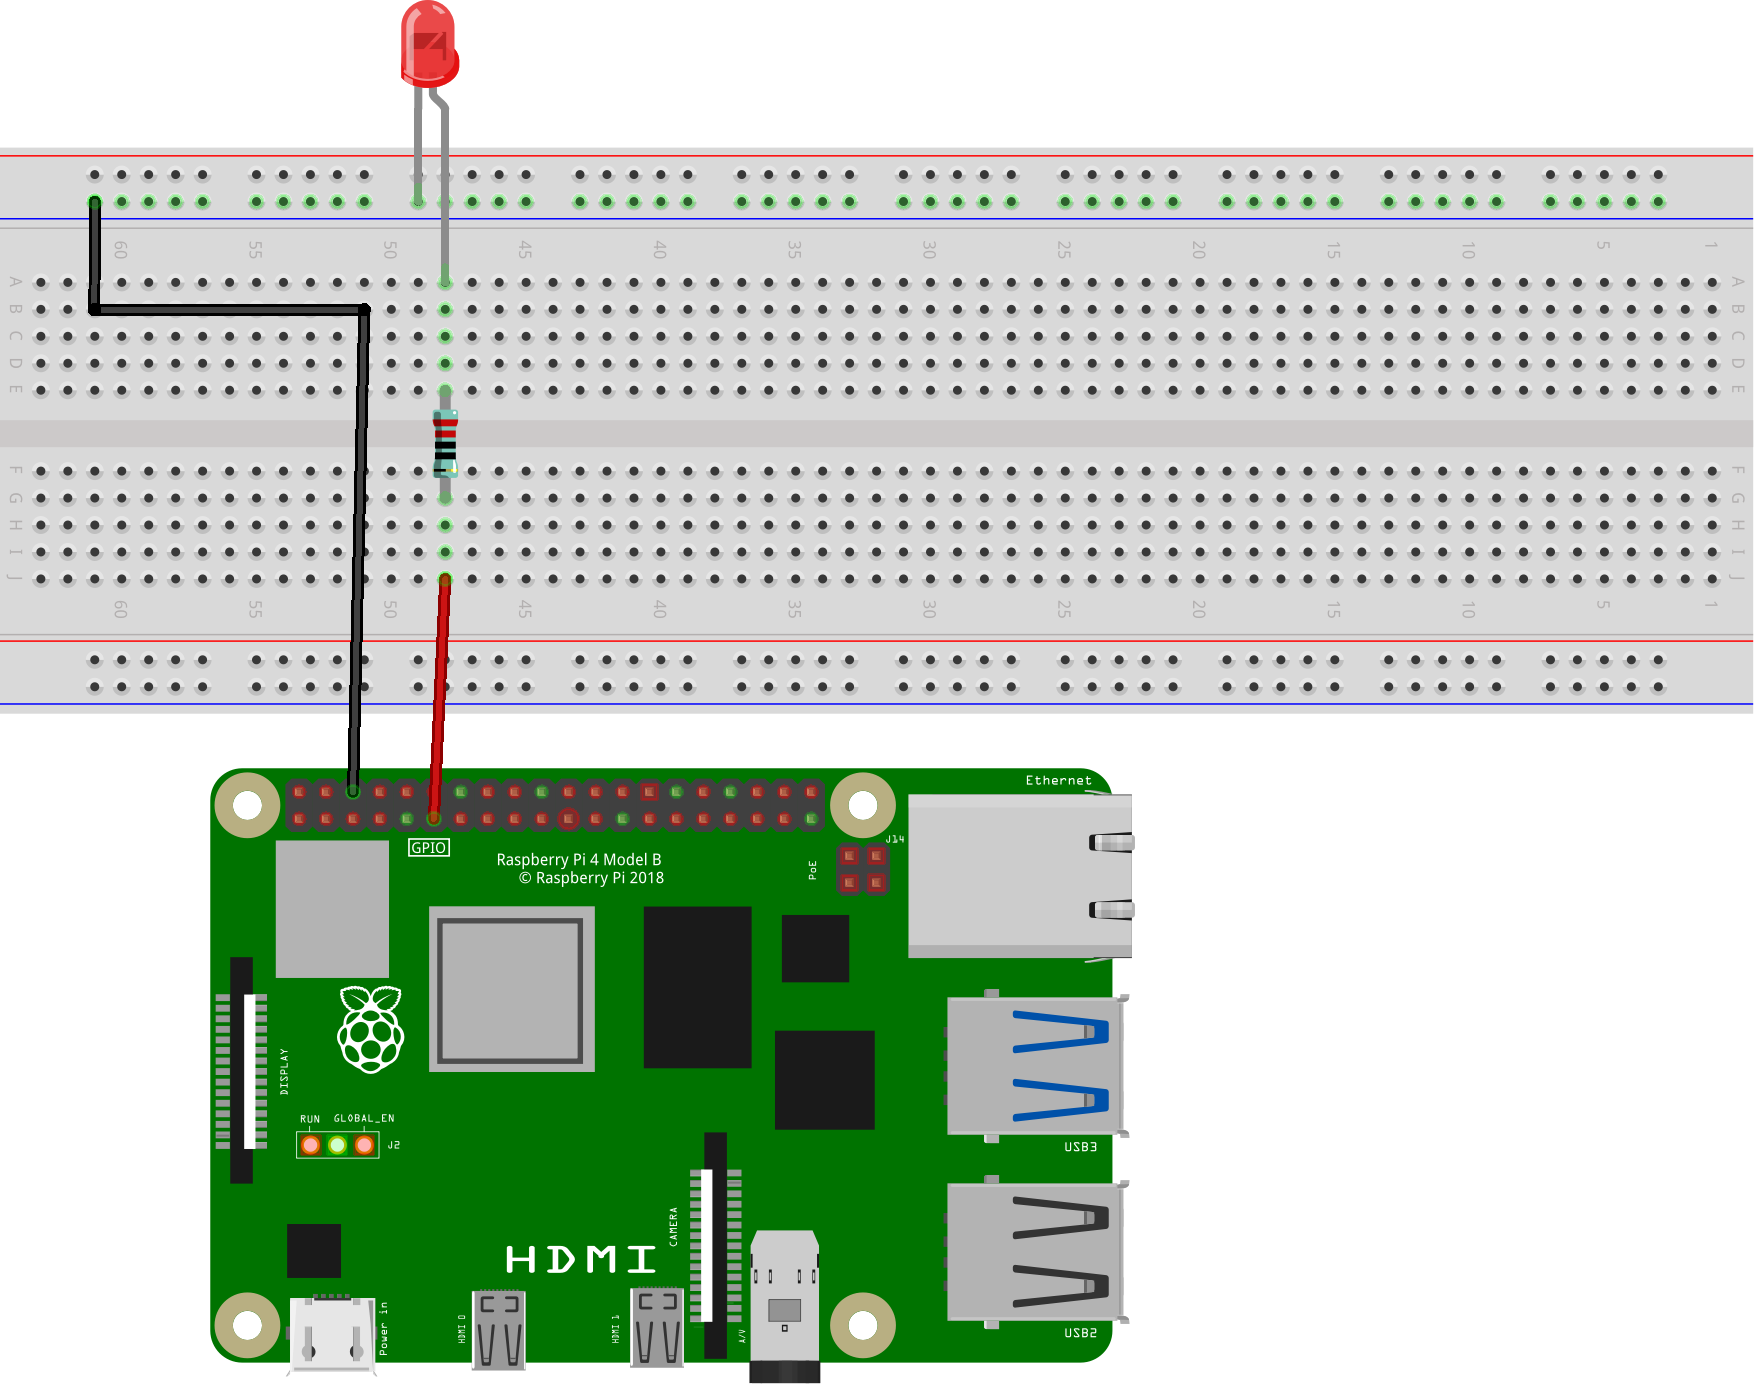 60 55 50 45 40 35 30 25 20 15 10 5 1
A A
B B
C C
D D
E E
F F
G G
H H
I I
J J
60 55 50 45 40 35 30 25 20 15 10 5 1
Ethernet
J14
GPIO
Raspberry Pi 4 Model B
© Raspberry Pi 2018
PoE
DISPLAY
RUN GLOBAL_EN
J2
USB3
CAMERA
HDMI
Power in
HDMI 0
HDMI 1
A/V
USB2